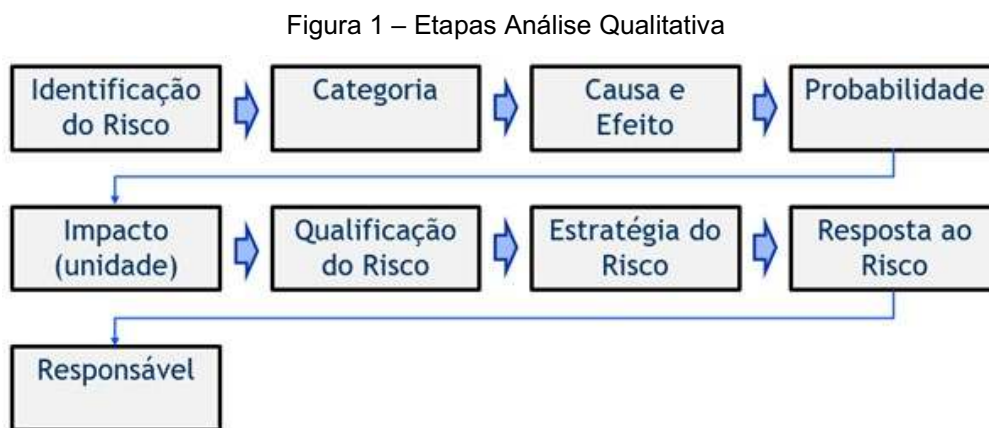 Figura 1 – Etapas Análise Qualitativa
Identificação
do Risco
Categoria
Causa e
Efeito
Probabilidade
Impacto
(unidade)
Qualificação
do Risco
Estratégia do
Risco
Resposta ao
Risco
Responsável